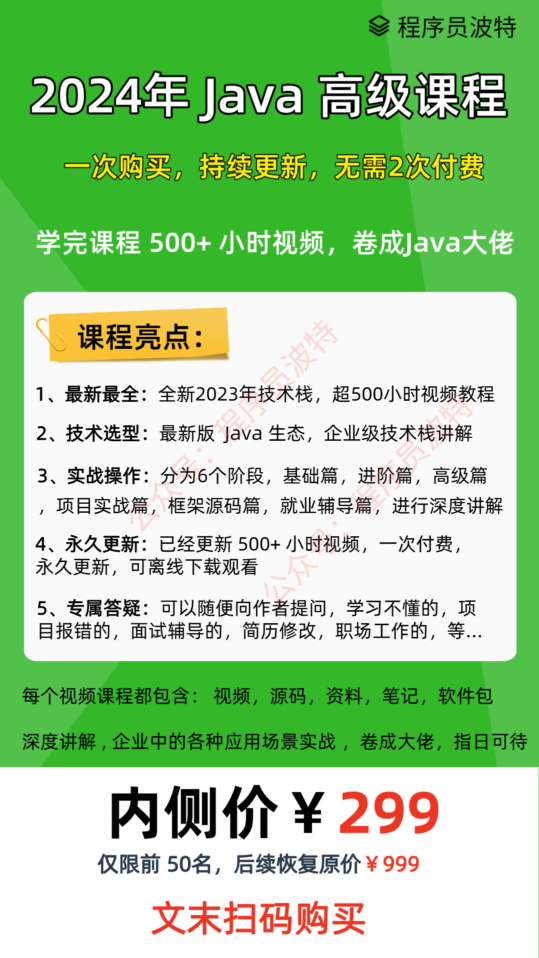 程序员波特
2024年 Java 高级课程
一次购买，持续更新，无需2次付费
学完课程 500+ 小时视频，卷成Java大佬
课程亮点：
1、最新最全：全新2023年技术栈，超500小时视频教程
2、技术选型：最新版 Java 生态，企业级技术栈讲解
3、实战操作：分为6个阶段，基础篇，进阶篇，高级篇
，项目实战篇，框架源码篇，就业辅导篇，进行深度讲解
4、永久更新：已经更新 500+ 小时视频，一次付费，
永久更新，可离线下载观看
5、专属答疑：可以随便向作者提问，学习不懂的，项
目报错的，面试辅导的，简历修改，职场工作的，等...
公众号：程序员波特
公众号：程序员波特
每个视频课程都包含： 视频，源码，资料，笔记，软件包
深度讲解 , 企业中的各种应用场景实战 ，卷成大佬，指日可待
内侧价￥299
仅限前 50名，后续恢复原价￥999
文末扫码购买